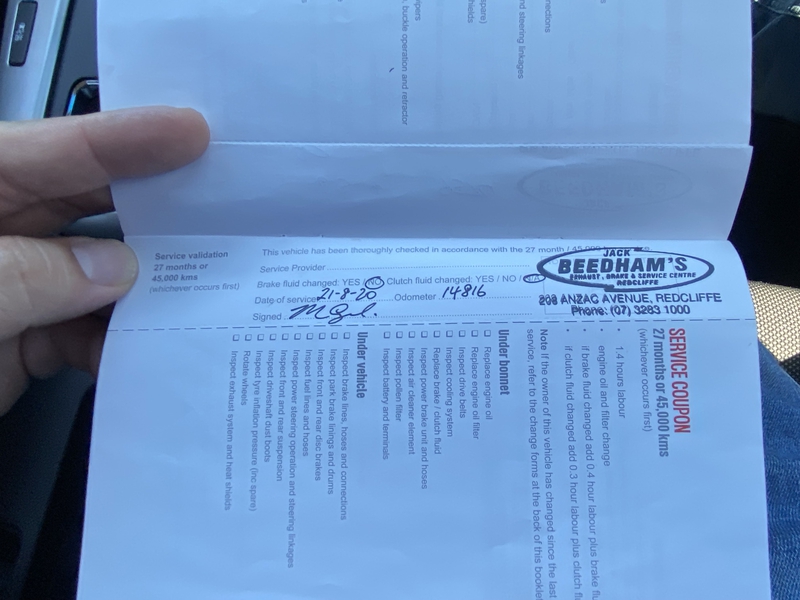 nections
nd steering linkages
spare)
hields
pers
buckle operation and retractor
Service validation
27 months or
45,000 kms
(whichever occurs first)
This vehicle has been thoroughly checked in accordance with the 27 month / 45,000 kms
Service Provider
Brake fluid changed: YES / NO Clutch fluid changed: YES / NO / N/A
Date of service 21-8-20 Odometer 14816
Signed
JACK
BEEDHAM'S
EXHAUST, BRAKE & SERVICE CENTRE
REDCLIFFE
208 ANZAC AVENUE, REDCLIFFE
Phone: (07) 3283 1000
SERVICE COUPON
27 months or 45,000 kms
(whichever occurs first)
• 1.4 hours labour
engine oil and filter change
• if brake fluid changed add 0.4 hour labour plus brake flu
• if clutch fluid changed add 0.3 hour labour plus clutch fl
Note If the owner of this vehicle has changed since the last
service, refer to the change forms at the back of this booklet
Under bonnet
Replace engine oil
Replace engine oil filter
Inspect drive belts
Inspect cooling system
Replace brake / clutch fluid
Inspect power brake unit and hoses
Inspect air cleaner element
Inspect pollen filter
Inspect battery and terminals
Under vehicle
Inspect brake lines, hoses and connections
Inspect park brake linings and drums
Inspect front and rear disc brakes
Inspect fuel lines and hoses
Inspect power steering operation and steering linkages
Inspect front and rear suspension
Inspect driveshaft dust boots
Inspect tyre inflation pressure (inc spare)
Rotate wheels
Inspect exhaust system and heat shields